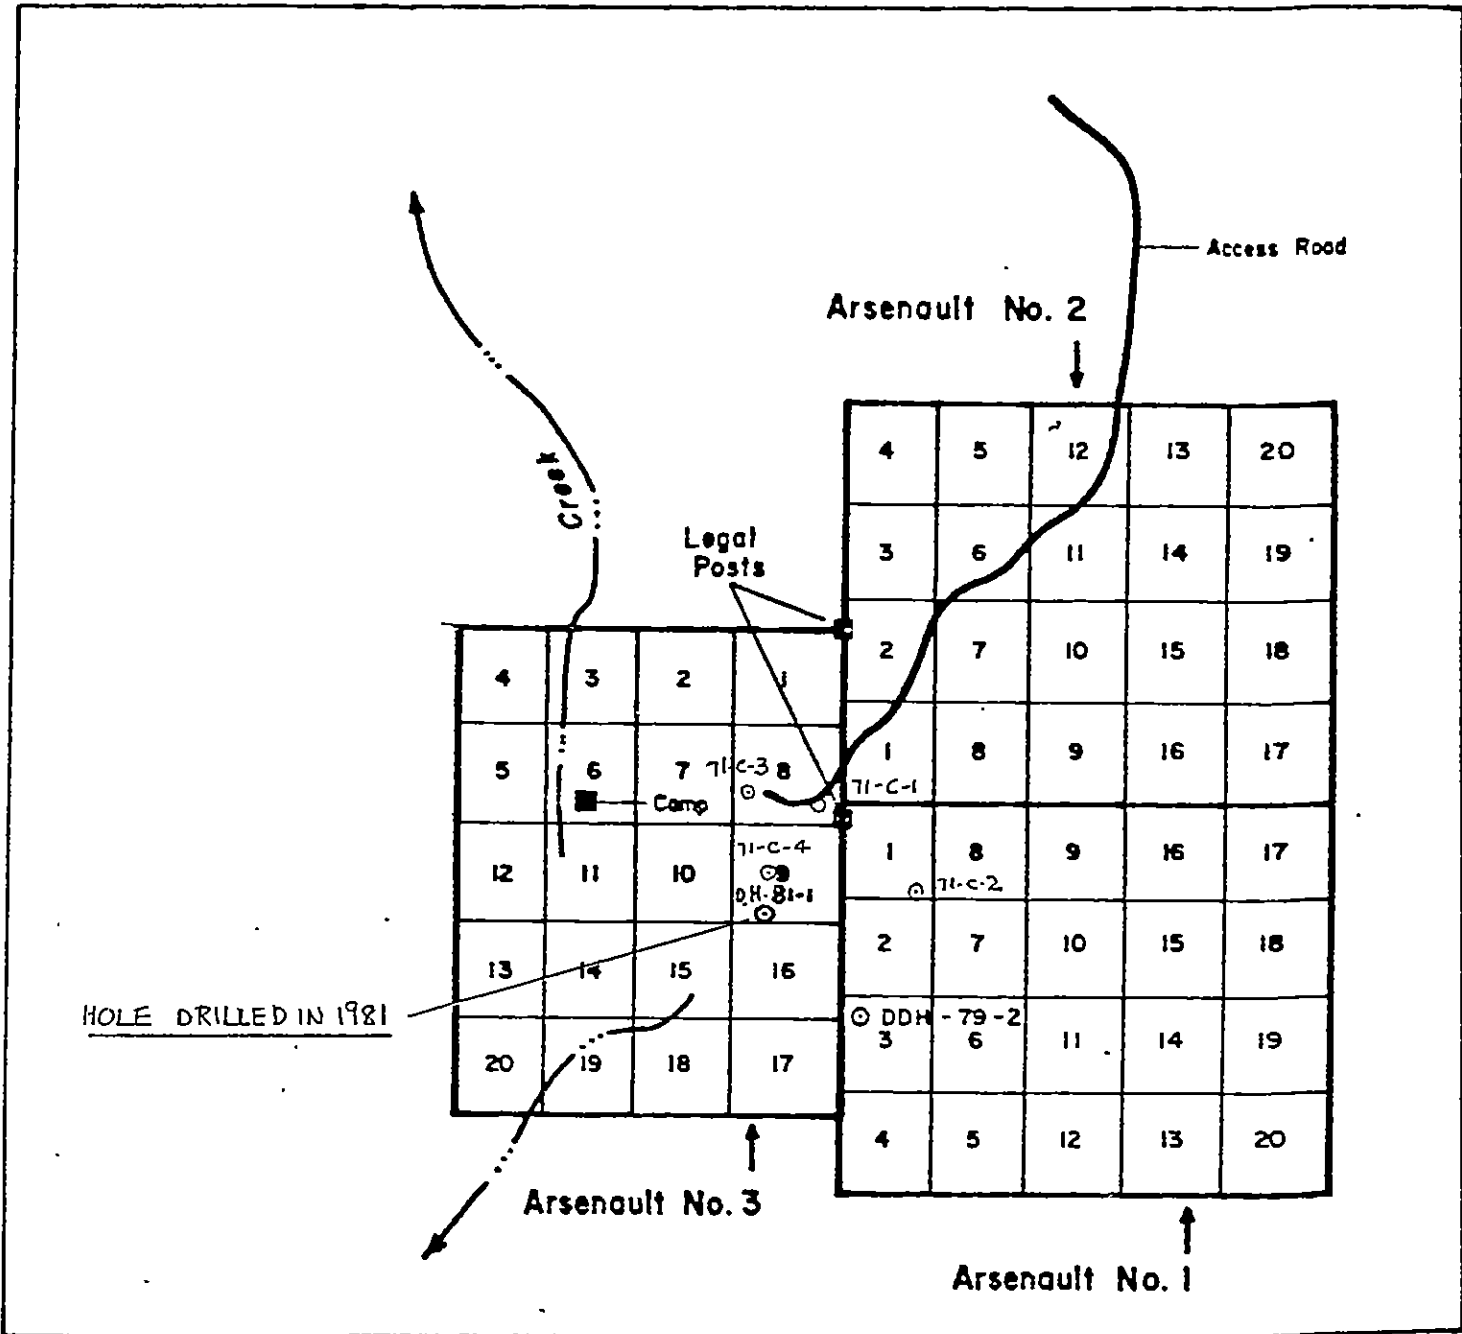 Access Road
Arsenault No. 2
4 5 12 13 20
Creek
Legal
Posts
3 6 11 14 19
2 7 10 15 18
4 3 2 1
1 8 9 16 17
5 6 7 71-C-3 8
Camp
71-C-1
71-C-4
12 11 10 9
1 8 9 16 17
DH-81-1
71-C-2
2 7 10 15 18
13 14 15 16
HOLE DRILLED IN 1981
DDH-79-2
3 6 11 14 19
20 19 18 17
4 5 12 13 20
Arsenault No. 3
Arsenault No. 1